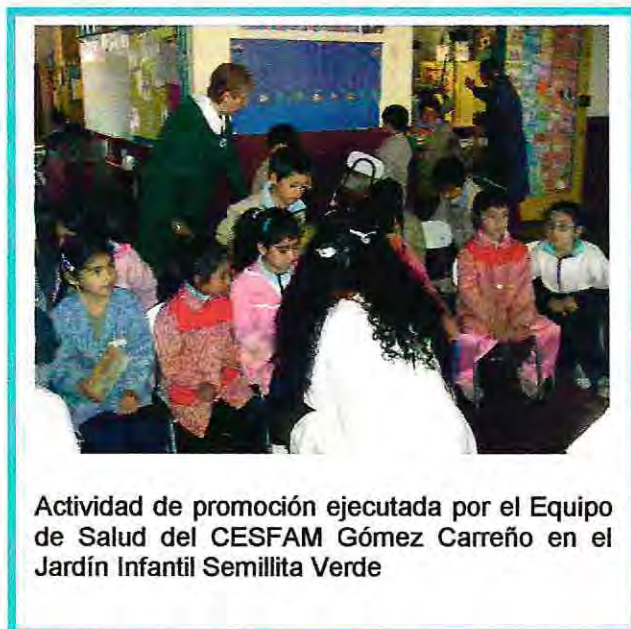 Actividad de promoción ejecutada por el Equipo
de Salud del CESFAM Gómez Carreño en el
Jardín Infantil Semillita Verde